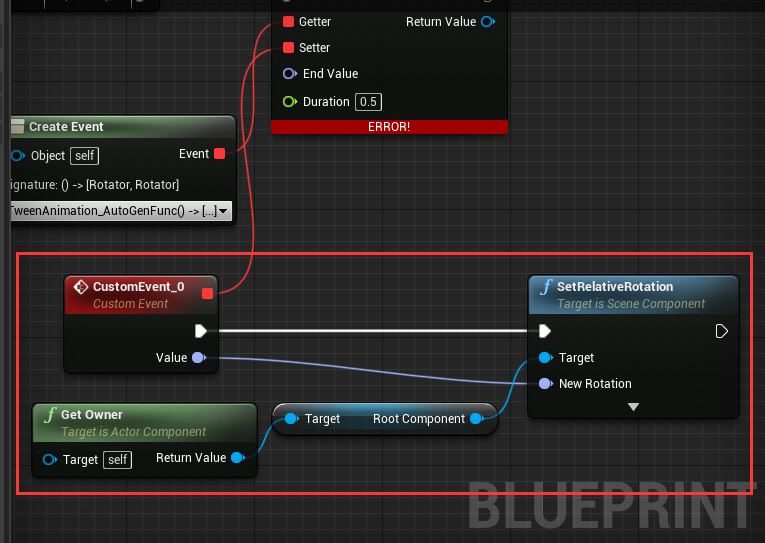 Getter
Return Value
Setter
End Value
Duration 0.5
ERROR!
Create Event
Object self
Event
ignature: () -> [Rotator, Rotator]
TweenAnimation_AutoGenFunc() -> [...]
CustomEvent_0
Custom Event
Value
SetRelativeRotation
Target is Scene Component
Target
New Rotation
Get Owner
Target is Actor Component
Target self
Return Value
Target
Root Component
BLUEPRINT